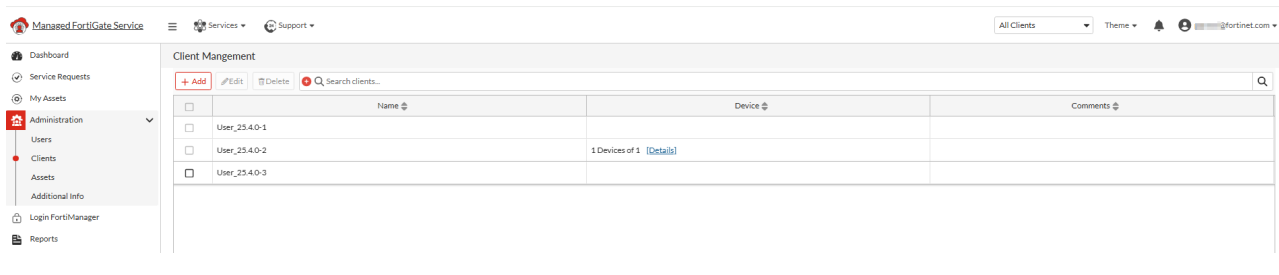 Managed FortiGate Service Services Support All Clients Theme @fortinet.com
Dashboard
Service Requests
My Assets
Administration
Users
Clients
Assets
Additional Info
Login FortiManager
Reports
Client Mangement
+ Add Edit Delete Search clients...
Name Device Comments
User_25.4.0-1
User_25.4.0-2 1 Devices of 1 [Details]
User_25.4.0-3